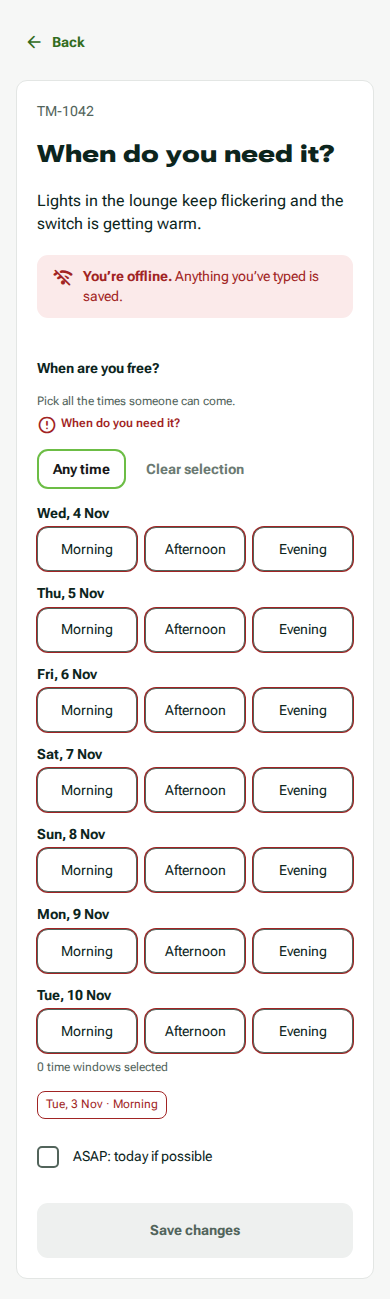 Back
TM-1042
When do you need it?
Lights in the lounge keep flickering and the
switch is getting warm.
You're offline. Anything you've typed is
saved.
When are you free?
Pick all the times someone can come.
When do you need it?
Any time Clear selection
Wed, 4 Nov
Morning Afternoon Evening
Thu, 5 Nov
Morning Afternoon Evening
Fri, 6 Nov
Morning Afternoon Evening
Sat, 7 Nov
Morning Afternoon Evening
Sun, 8 Nov
Morning Afternoon Evening
Mon, 9 Nov
Morning Afternoon Evening
Tue, 10 Nov
Morning Afternoon Evening
0 time windows selected
Tue, 3 Nov · Morning
ASAP: today if possible
Save changes